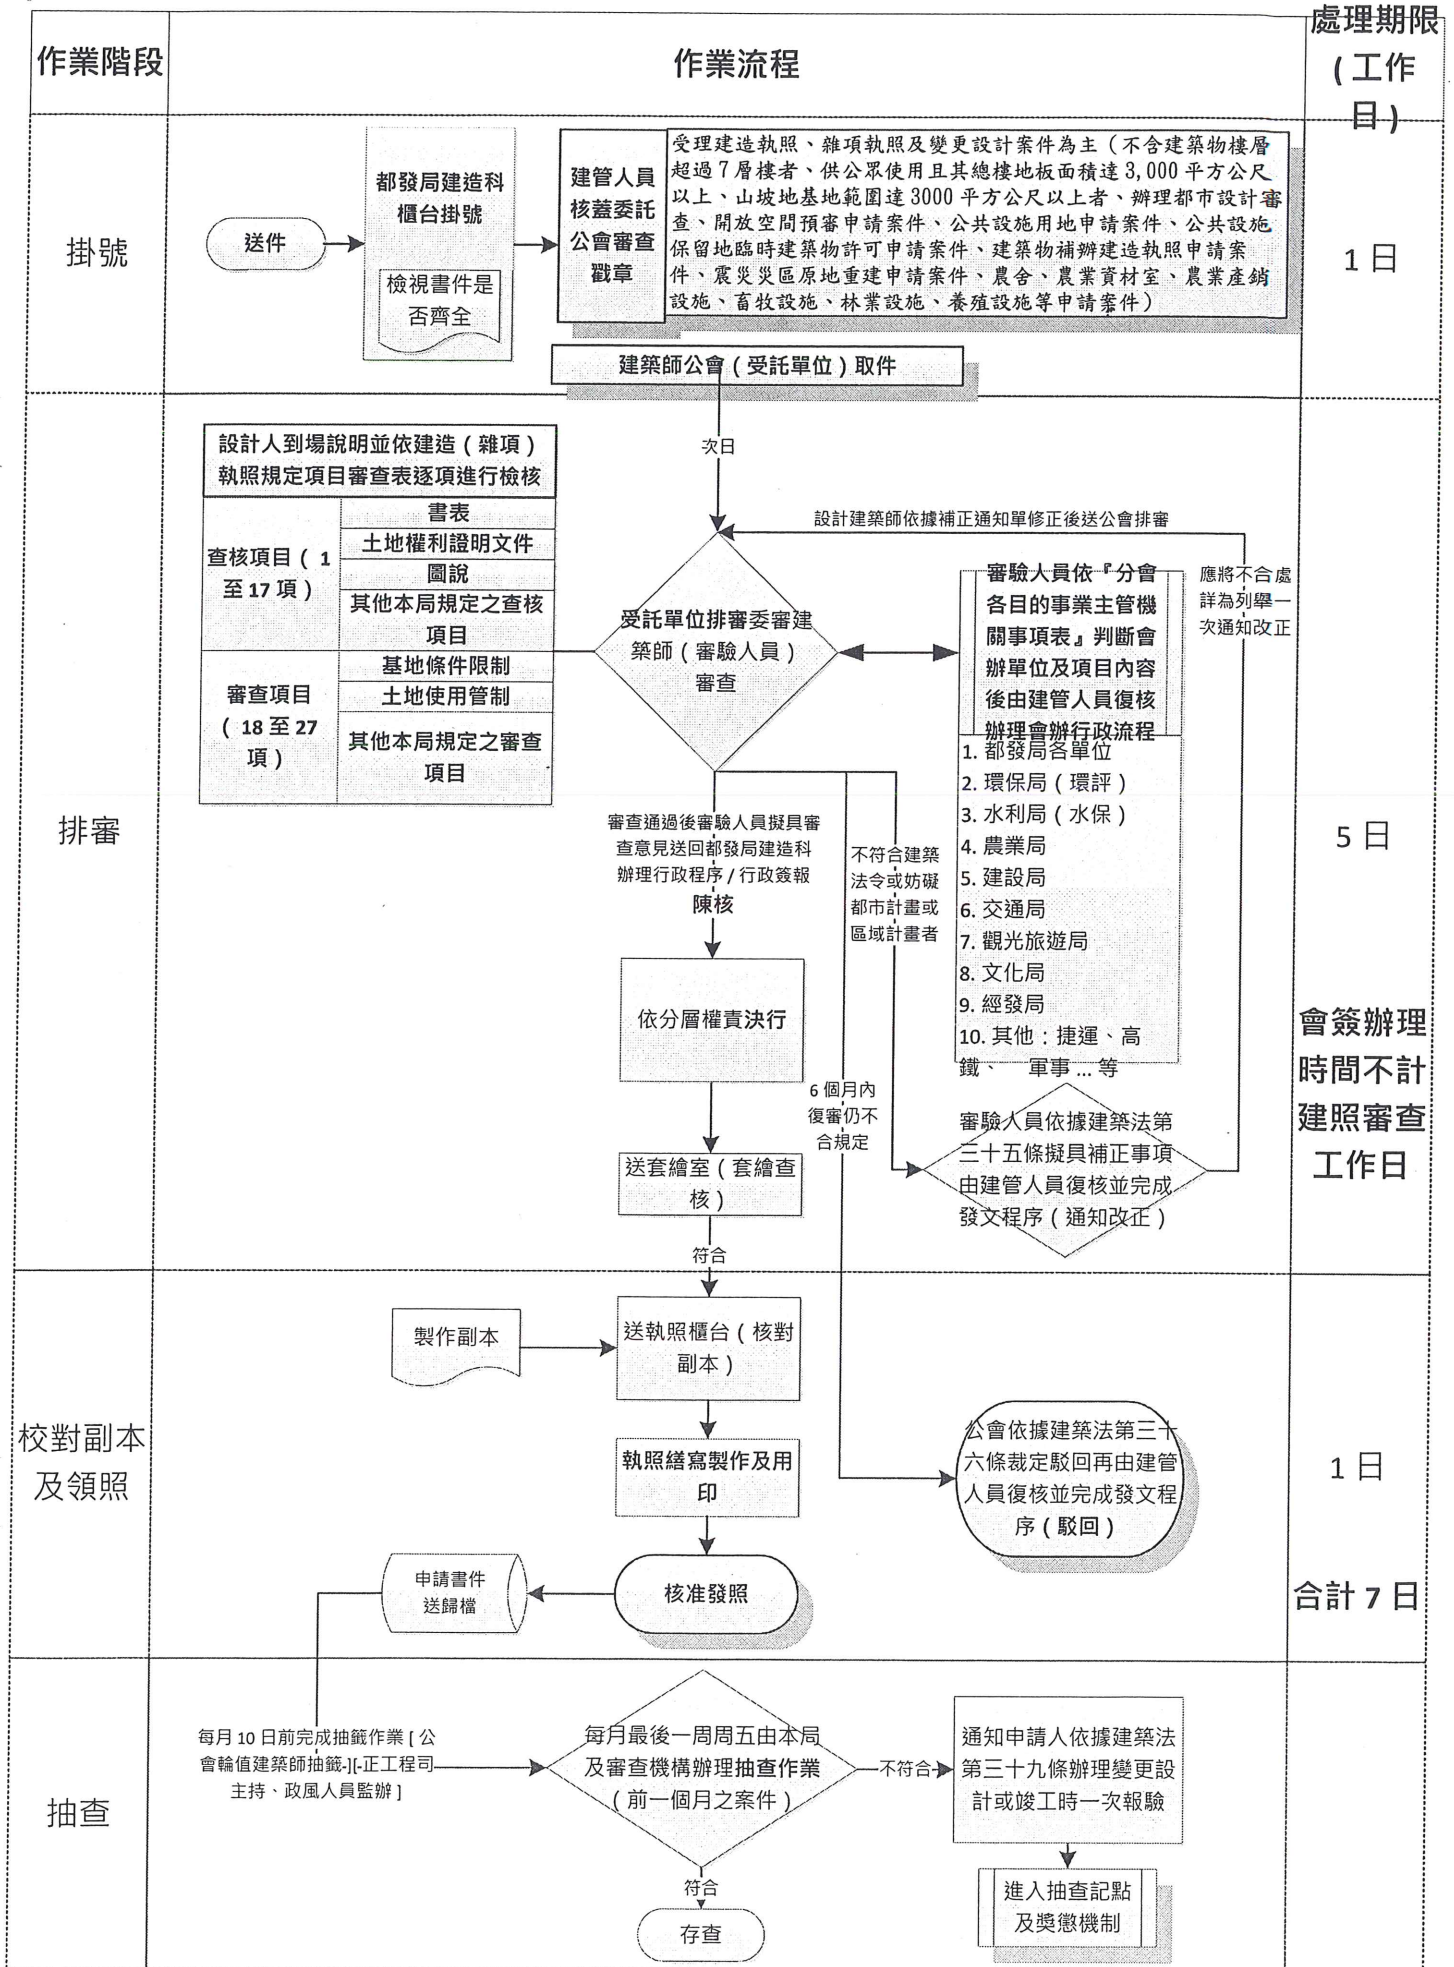 作業階段
作業流程
處理期限
(工作
日)
掛號
送件
都發局建造科
櫃台掛號
檢視書件是
否齊全
建管人員
核蓋委託
公會審查
戳章
受理建造執照、雜項執照及變更設計案件為主(不含建築物樓層
超過7層樓者、供公眾使用且其總樓地板面積達3,000平方公尺
以上、山坡地基地範圍達3000平方公尺以上者、辦理都市設計審
查、開放空間預審申請案件、公共設施用地申請案件、公共設施
保留地臨時建築物許可申請案件、建築物補辦建造執照申請案
件、震災災區原地重建申請案件、農舍、農業資材室、農業產銷
設施、畜牧設施、林業設施、養殖設施等申請案件)
1日
建築師公會(受託單位)取件
次日
排審
設計人到場說明並依建造(雜項)
執照規定項目審查表逐項進行檢核
查核項目(1
至17項)
書表
土地權利證明文件
圖說
其他本局規定之查核
項目
審查項目
(18至27
項)
基地條件限制
土地使用管制
其他本局規定之審查
項目
受託單位排審委審建
築師(審驗人員)
審查
設計建築師依據補正通知單修正後送公會排審
應將不合處
詳為列舉一
次通知改正
審驗人員依『分會
各目的事業主管機
關事項表』判斷會
辦單位及項目內容
後由建管人員復核
辦理會辦行政流程
1. 都發局各單位
2. 環保局(環評)
3. 水利局(水保)
4. 農業局
5. 建設局
6. 交通局
7. 觀光旅遊局
8. 文化局
9. 經發局
10. 其他:捷運、高
鐵、 軍事...等
審查通過後審驗人員擬具審
查意見送回都發局建造科
辦理行政程序/行政簽報
陳核
不符合建築
法令或妨礙
都市計畫或
區域計畫者
依分層權責決行
6個月內
復審仍不
合規定
審驗人員依據建築法第
三十五條擬具補正事項
由建管人員復核並完成
發文程序(通知改正)
送套繪室(套繪查
核)
符合
5日
會簽辦理
時間不計
建照審查
工作日
校對副本
及領照
製作副本
送執照櫃台(核對
副本)
執照繕寫製作及用
印
核准發照
申請書件
送歸檔
公會依據建築法第三十
六條裁定駁回再由建管
人員復核並完成發文程
序(駁回)
1日
合計7日
抽查
每月10日前完成抽籤作業[公
會輪值建築師抽籤-][-正工程司
主持、政風人員監辦]
每月最後一周周五由本局
及審查機構辦理抽查作業
(前一個月之案件)
不符合
通知申請人依據建築法
第三十九條辦理變更設
計或竣工時一次報驗
進入抽查記點
及獎懲機制
符合
存查